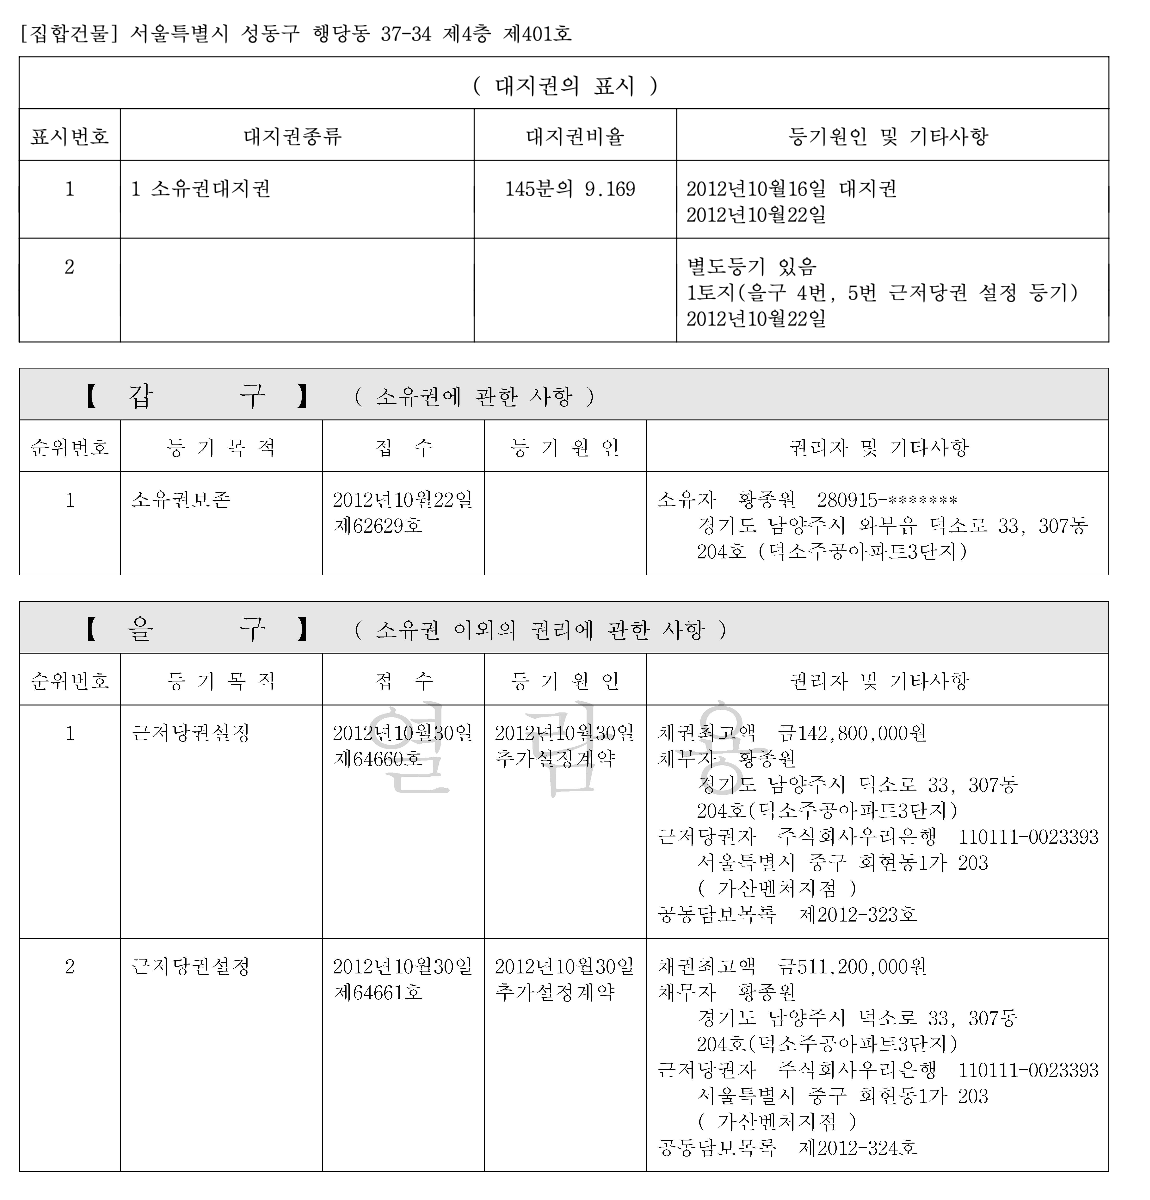 [집합건물] 서울특별시 성동구 행당동 37-34 제4층 제401호
( 대지권의 표시 )
표시번호 대지권종류 대지권비율 등기원인 및 기타사항
1 1 소유권대지권 145분의 9.169 2012년10월16일 대지권
2012년10월22일
2 별도등기 있음
1토지(을구 4번, 5번 근저당권 설정 등기)
2012년10월22일
【 갑 구 】 ( 소유권에 관한 사항 )
순위번호 등 기 목 적 접 수 등 기 원 인 권리자 및 기타사항
1 소유권보존 2012년10월22일 소유자 황종원 280915-*******
제62629호 경기도 남양주시 와부읍 덕소로 33, 307동
204호 (덕소주공아파트3단지)
【 을 구 】 ( 소유권 이외의 권리에 관한 사항 )
순위번호 등 기 목 적 접 수 등 기 원 인 권리자 및 기타사항
열 람 용
1 근저당권설정 2012년10월30일 2012년10월30일 채권최고액 금142,800,000원
제64660호 추가설정계약 채무자 황종원
경기도 남양주시 덕소로 33, 307동
204호(덕소주공아파트3단지)
근저당권자 주식회사우리은행 110111-0023393
서울특별시 중구 회현동1가 203
( 가산벤처지점 )
공동담보목록 제2012-323호
2 근저당권설정 2012년10월30일 2012년10월30일 채권최고액 금511,200,000원
제64661호 추가설정계약 채무자 황종원
경기도 남양주시 덕소로 33, 307동
204호(덕소주공아파트3단지)
근저당권자 주식회사우리은행 110111-0023393
서울특별시 중구 회현동1가 203
( 가산벤처지점 )
공동담보목록 제2012-324호